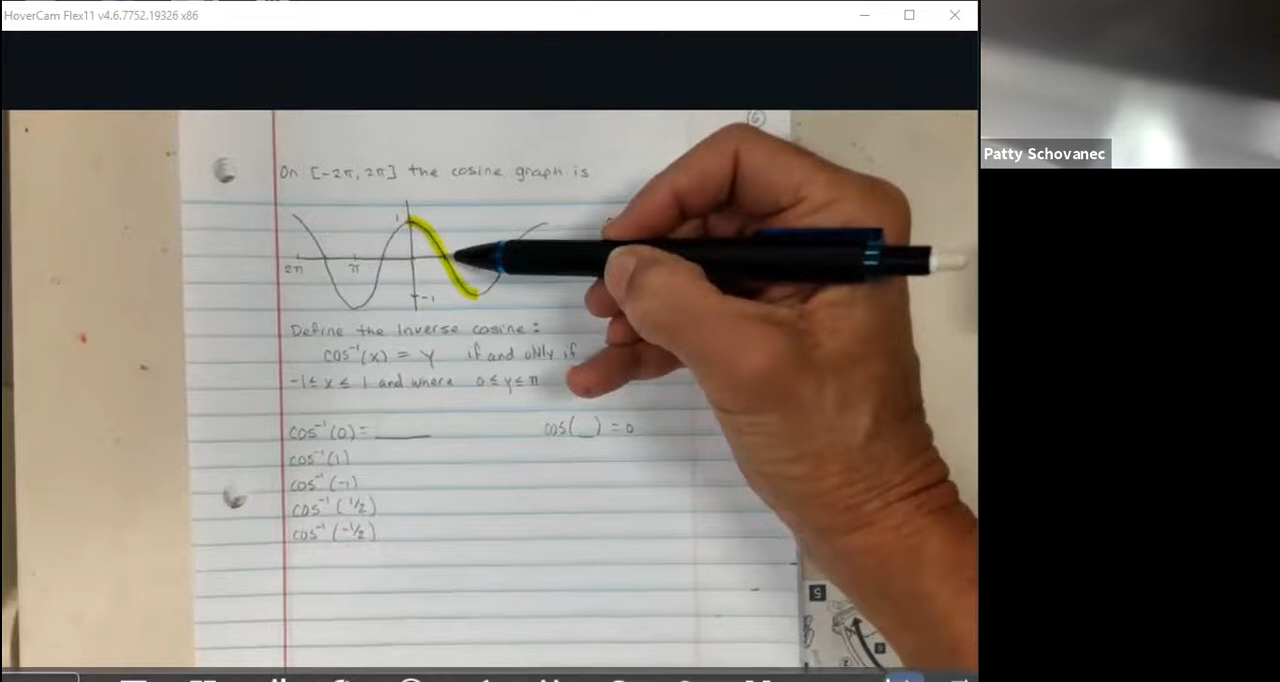 HoverCam Flex11 v4.6.7752.19326 x86
Patty Schovanec
6
On [-2π, 2π] the cosine graph is
1
2π
π
-1
Define the Inverse cosine:
cos⁻¹(x) = y if and only if
-1 ≤ x ≤ 1 and where 0 ≤ y ≤ π
cos⁻¹(0) = ____ cos(_) = 0
cos⁻¹(1)
cos⁻¹(-1)
cos⁻¹(1/2)
cos⁻¹(-1/2)
5